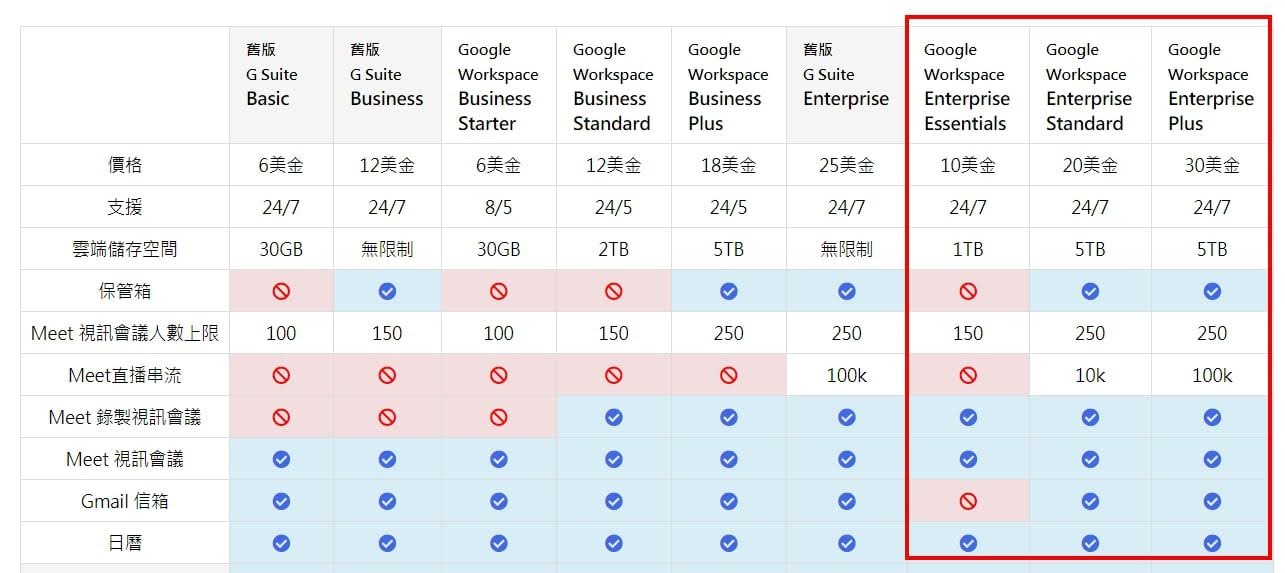 舊版
G Suite
Basic
舊版
G Suite
Business
Google
Workspace
Business
Starter
Google
Workspace
Business
Standard
Google
Workspace
Business
Plus
舊版
G Suite
Enterprise
Google
Workspace
Enterprise
Essentials
Google
Workspace
Enterprise
Standard
Google
Workspace
Enterprise
Plus
價格 6美金 12美金 6美金 12美金 18美金 25美金 10美金 20美金 30美金
支援 24/7 24/7 8/5 24/5 24/5 24/7 24/7 24/7 24/7
雲端儲存空間 30GB 無限制 30GB 2TB 5TB 無限制 1TB 5TB 5TB
保管箱
Meet 視訊會議人數上限 100 150 100 150 250 250 150 250 250
Meet直播串流 100k 10k 100k
Meet 錄製視訊會議
Meet 視訊會議
Gmail 信箱
日曆